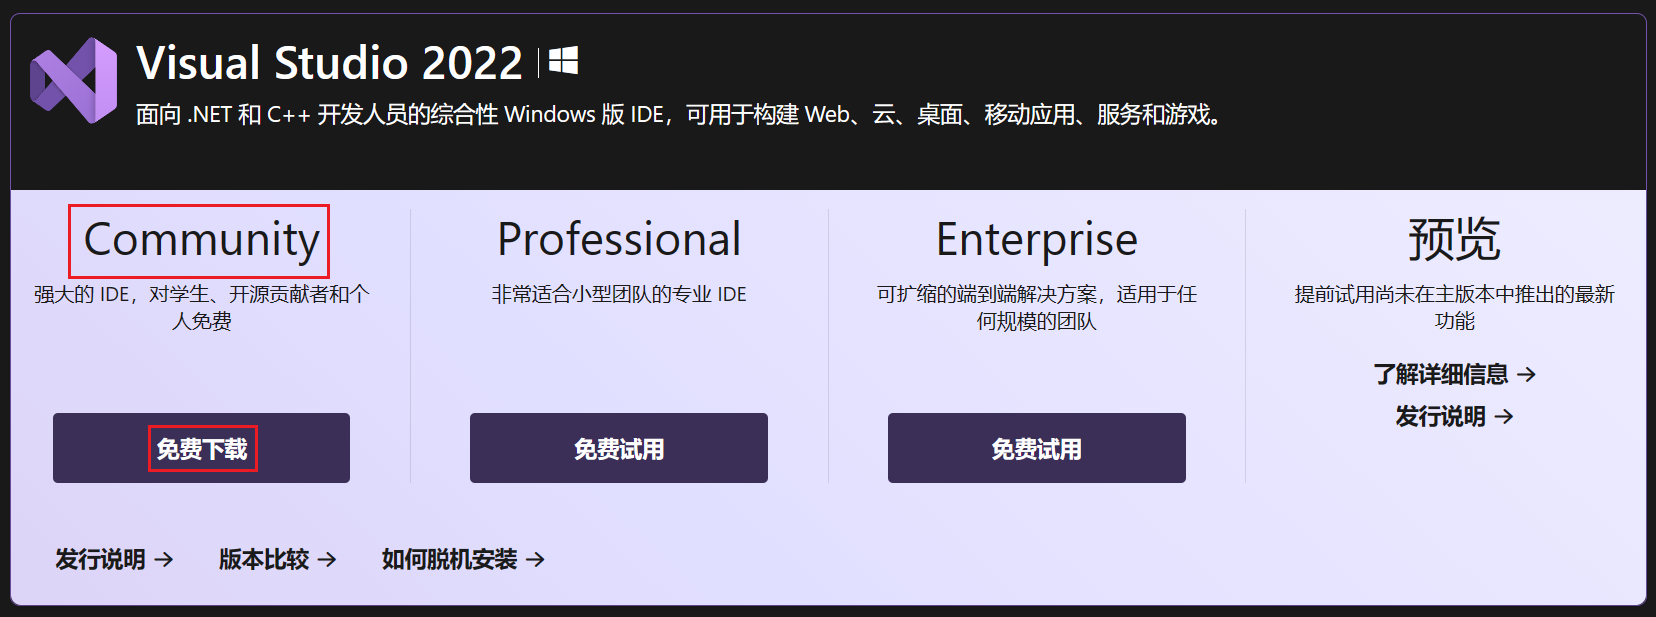 Visual Studio 2022
面向 .NET 和 C++ 开发人员的综合性 Windows 版 IDE，可用于构建 Web、云、桌面、移动应用、服务和游戏。
Community
强大的 IDE，对学生、开源贡献者和个
人免费
免费下载
Professional
非常适合小型团队的专业 IDE
免费试用
Enterprise
可扩缩的端到端解决方案，适用于任
何规模的团队
免费试用
预览
提前试用尚未在主版本中推出的最新
功能
了解详细信息 →
发行说明 →
发行说明 →
版本比较 →
如何脱机安装 →